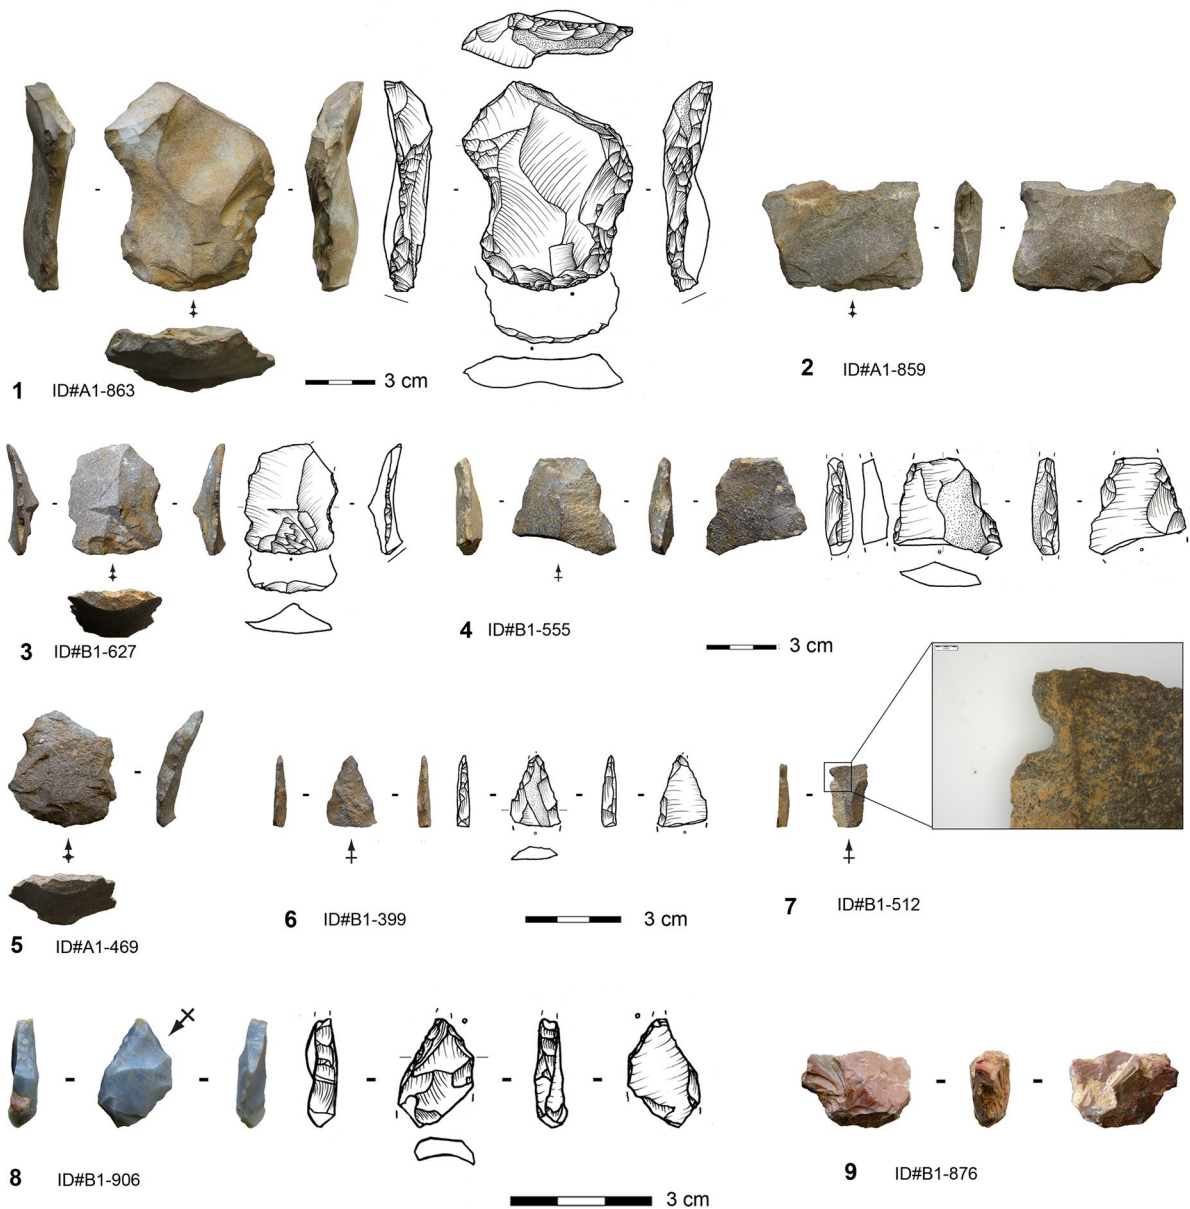 3 cm
1 ID#A1-863
2 ID#A1-859
3 ID#B1-627
4 ID#B1-555
3 cm
5 ID#A1-469
6 ID#B1-399
3 cm
7 ID#B1-512
8 ID#B1-906
3 cm
9 ID#B1-876